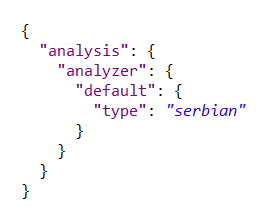 {
  "analysis": {
    "analyzer": {
      "default": {
        "type": "serbian"
      }
    }
  }
}